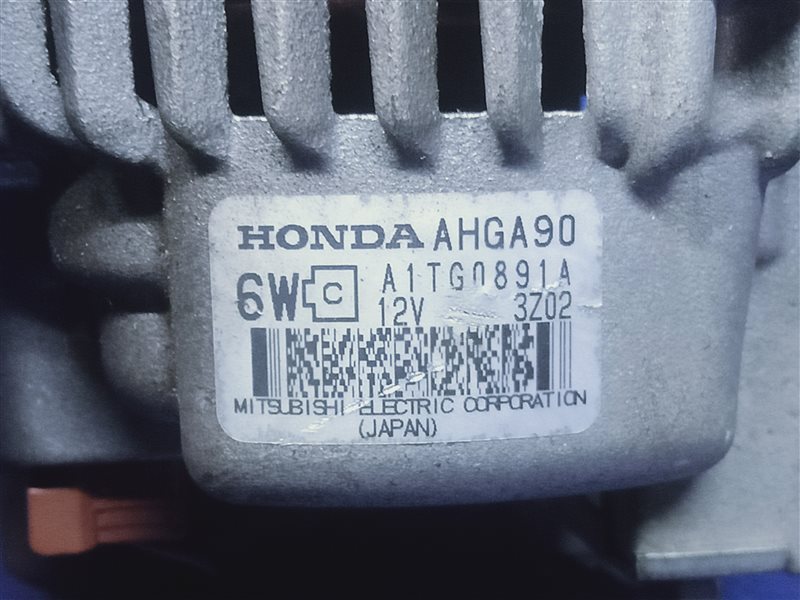 HONDA AHGA90
6W C A1TG0891A
12V 3Z02
MITSUBISHI ELECTRIC CORPORATION
(JAPAN)